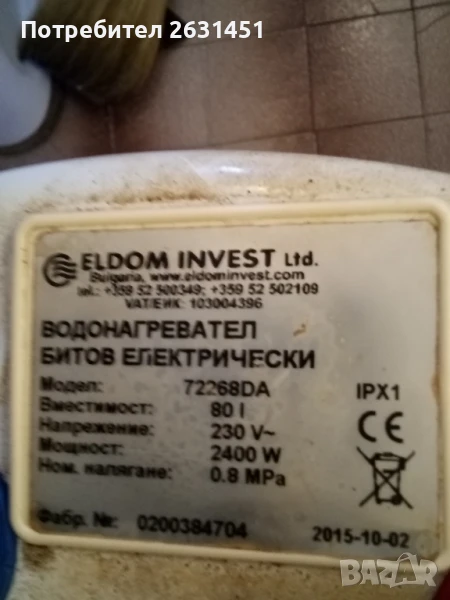 Потребител 2631451
ELDOM INVEST Ltd.
Bulgaria, www.eldominvest.com
tel.: +359 52 500349; +359 52 502109
VAT/ЕИК: 103004396
ВОДОНАГРЕВАТЕЛ
БИТОВ ЕЛЕКТРИЧЕСКИ
Модел: 72268DA IPX1
Вместимост: 80 l
Напрежение: 230 V~
Мощност: 2400 W
Ном. налягане: 0.8 MPa
Фабр. №: 0200384704 2015-10-02
BAZAR